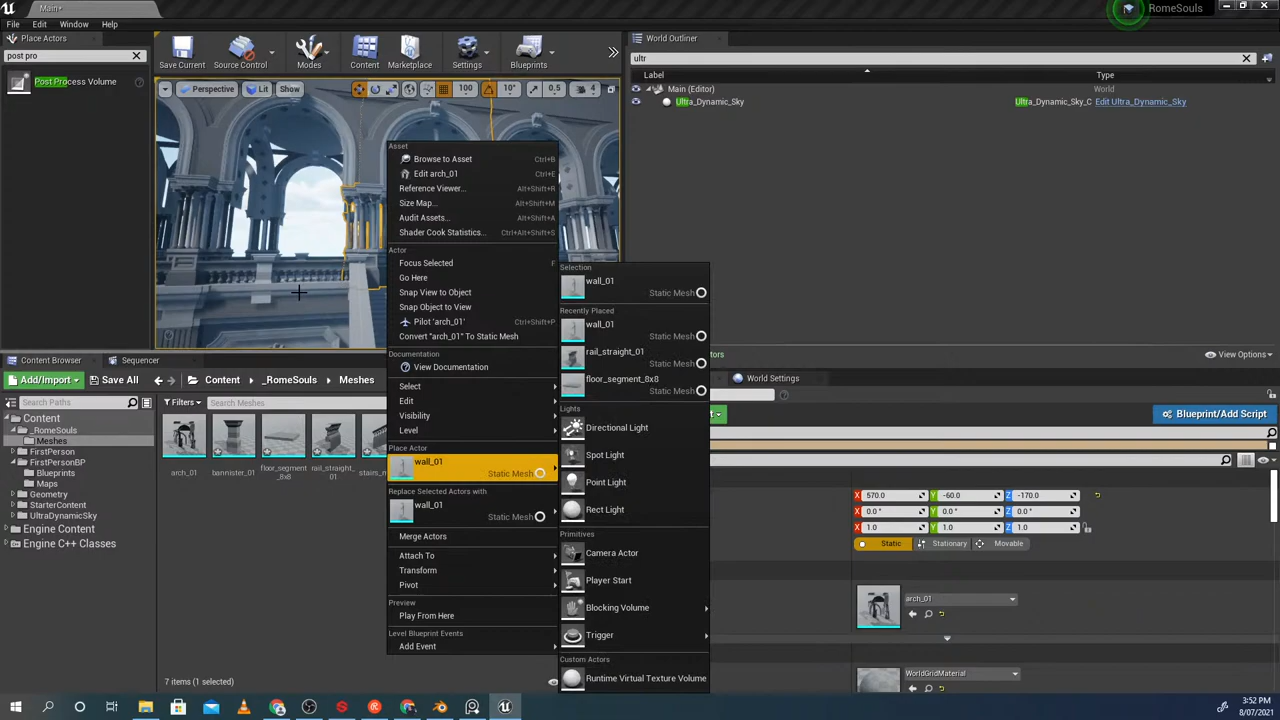 Main+
RomeSouls
File Edit Window Help
Place Actors
post pro
Post Process Volume
Save Current
Source Control
Modes
Content
Marketplace
Settings
Blueprints
Perspective
Lit
Show
100
10°
0.5
4
World Outliner
ultr
Label
Type
Main (Editor)
World
Ultra_Dynamic_Sky
Ultra_Dynamic_Sky_C Edit Ultra_Dynamic_Sky
View Options
Asset
Browse to Asset Ctrl+B
Edit arch_01 Ctrl+E
Reference Viewer... Alt+Shift+R
Size Map... Alt+Shift+M
Audit Assets... Alt+Shift+A
Shader Cook Statistics... Ctrl+Alt+Shift+S
Actor
Focus Selected F
Go Here
Snap View to Object
Snap Object to View
Pilot 'arch_01' Ctrl+Shift+P
Convert "arch_01" To Static Mesh
Documentation
View Documentation
Select
Edit
Visibility
Level
Place Actor
wall_01
Static Mesh
Replace Selected Actors with
wall_01
Static Mesh
Merge Actors
Attach To
Transform
Pivot
Preview
Play From Here
Level Blueprint Events
Add Event
Selection
wall_01
Static Mesh
Recently Placed
wall_01
Static Mesh
rail_straight_01
Static Mesh
floor_segment_8x8
Static Mesh
Lights
Directional Light
Spot Light
Point Light
Rect Light
Primitives
Camera Actor
Player Start
Blocking Volume
Trigger
Custom Actors
Runtime Virtual Texture Volume
Content Browser
Sequencer
Add/Import
Save All
Content
_RomeSouls
Meshes
Search Folders
Filters
Search Meshes
Content
_RomeSouls
Meshes
FirstPerson
FirstPersonBP
Blueprints
Maps
Geometry
StarterContent
UltraDynamicSky
Engine Content
Engine C++ Classes
arch_01
bannister_01
floor_segment_
8x8
rail_straight_
01
7 items (1 selected)
World Settings
Blueprint/Add Script
X 570.0 Y -60.0 Z -170.0
X 0.0 ° Y 0.0 ° Z 0.0 °
X 1.0 Y 1.0 Z 1.0
Static
Stationary
Movable
arch_01
WorldGridMaterial
3:52 PM
8/07/2021